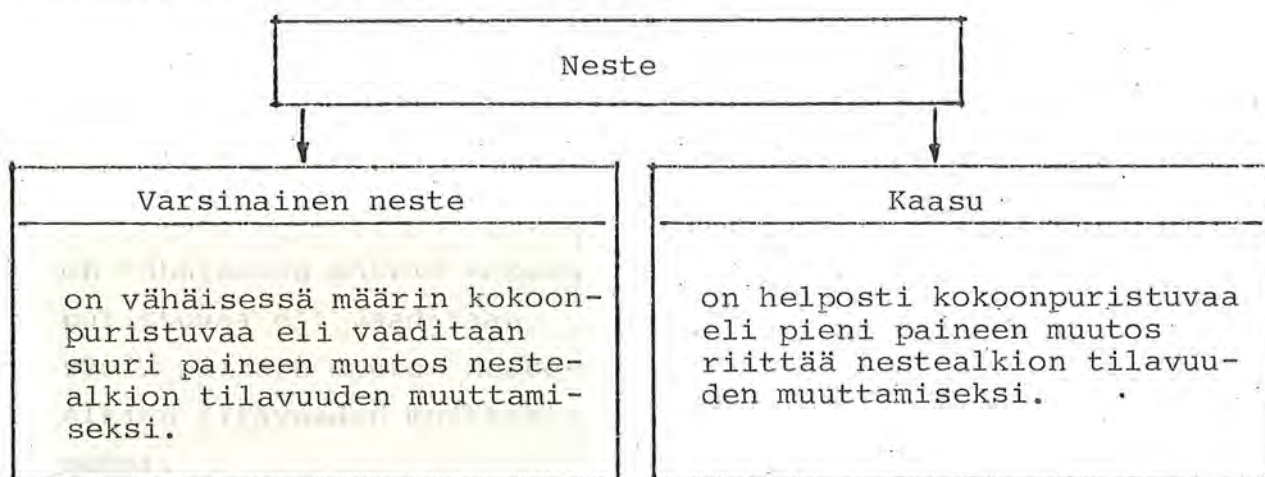 Neste
Varsinainen neste
on vähäisessä määrin kokoon-
puristuvaa eli vaaditaan
suuri paineen muutos neste-
alkion tilavuuden muuttami-
seksi.
Kaasu
on helposti kokoonpuristuvaa
eli pieni paineen muutos
riittää nestealkion tilavuu-
den muuttamiseksi.